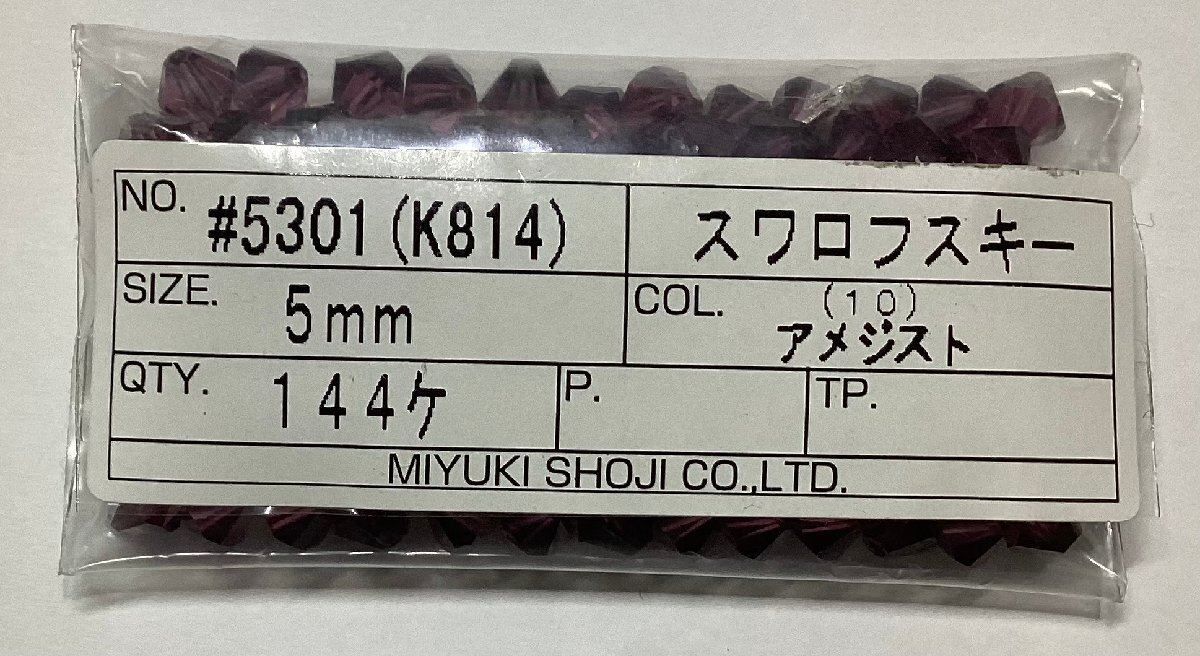 NO. #5301(K814) スワロフスキー
SIZE. 5mm
COL. (10)
アメジスト
QTY. 144ケ P. TP.
MIYUKI SHOJI CO.,LTD.